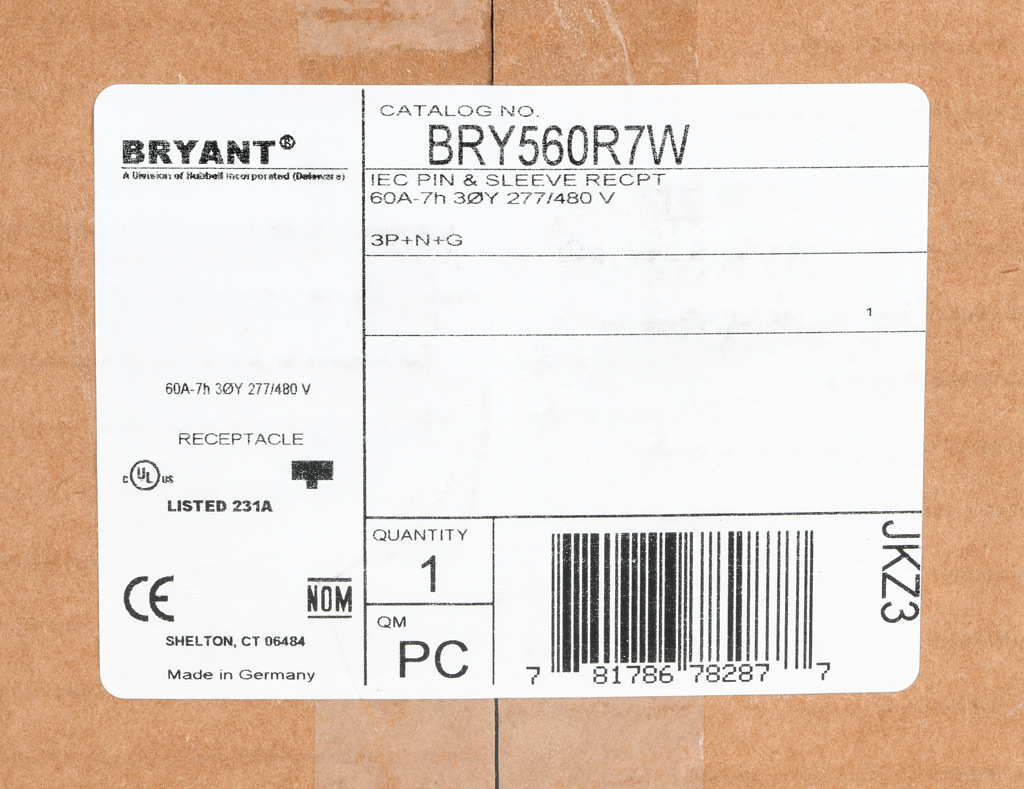 BRYANT®
A Division of Hubbell Incorporated (Delaware)
60A-7h 3ØY 277/480 V
RECEPTACLE
c UL us
LISTED 231A
CE
NOM
SHELTON, CT 06484
Made in Germany
CATALOG NO.
BRY560R7W
IEC PIN & SLEEVE RECPT
60A-7h 3ØY 277/480 V
3P+N+G
1
QUANTITY
1
QM
PC
7 81786 78287 7
JKZ3